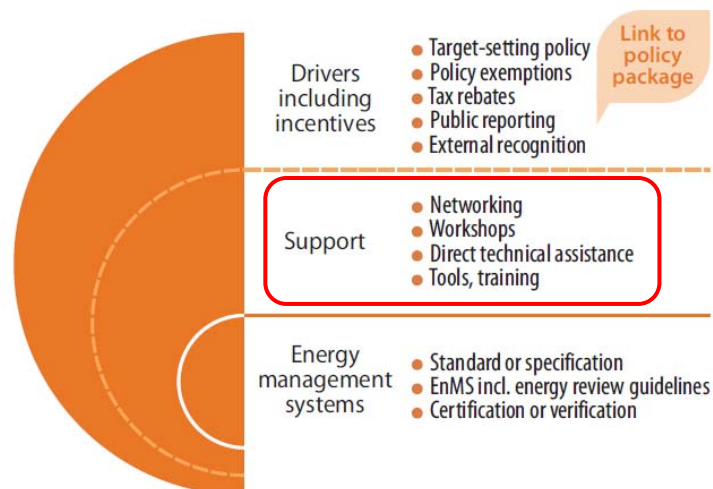 Drivers
including
incentives
Target-setting policy
Policy exemptions
Tax rebates
Public reporting
External recognition
Link to
policy
package
Support
Networking
Workshops
Direct technical assistance
Tools, training
Energy
management
systems
Standard or specification
EnMS incl. energy review guidelines
Certification or verification